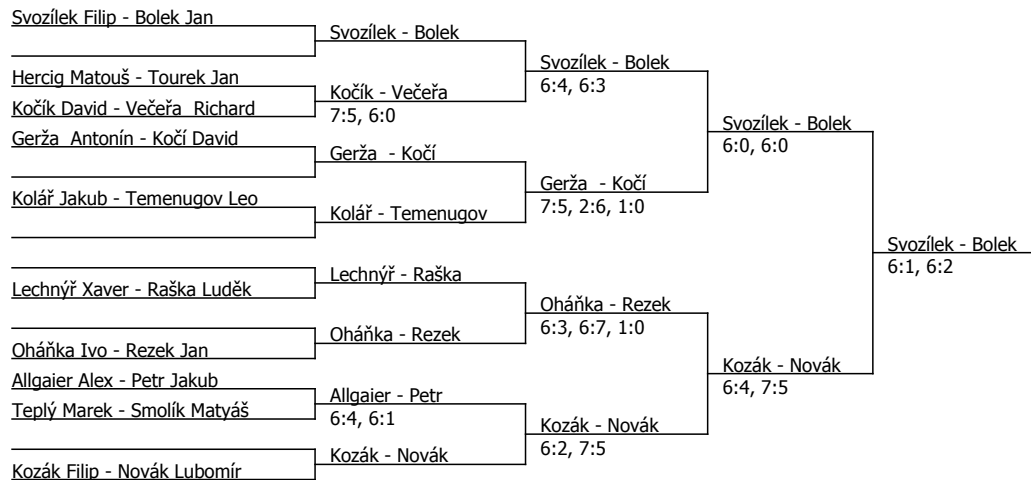 Svozílek Filip - Bolek Jan
Hercig Matouš - Tourek Jan
Kočík David - Večeřa Richard
Gerža Antonín - Kočí David
Kolář Jakub - Temenugov Leo
Lechnýř Xaver - Raška Luděk
Oháňka Ivo - Rezek Jan
Allgaier Alex - Petr Jakub
Teplý Marek - Smolík Matyáš
Kozák Filip - Novák Lubomír
Svozílek - Bolek
Kočík - Večeřa
7:5, 6:0
Gerža - Kočí
Kolář - Temenugov
Lechnýř - Raška
Oháňka - Rezek
Allgaier - Petr
6:4, 6:1
Kozák - Novák
Svozílek - Bolek
6:4, 6:3
Gerža - Kočí
7:5, 2:6, 1:0
Oháňka - Rezek
6:3, 6:7, 1:0
Kozák - Novák
6:2, 7:5
Svozílek - Bolek
6:0, 6:0
Kozák - Novák
6:4, 7:5
Svozílek - Bolek
6:1, 6:2